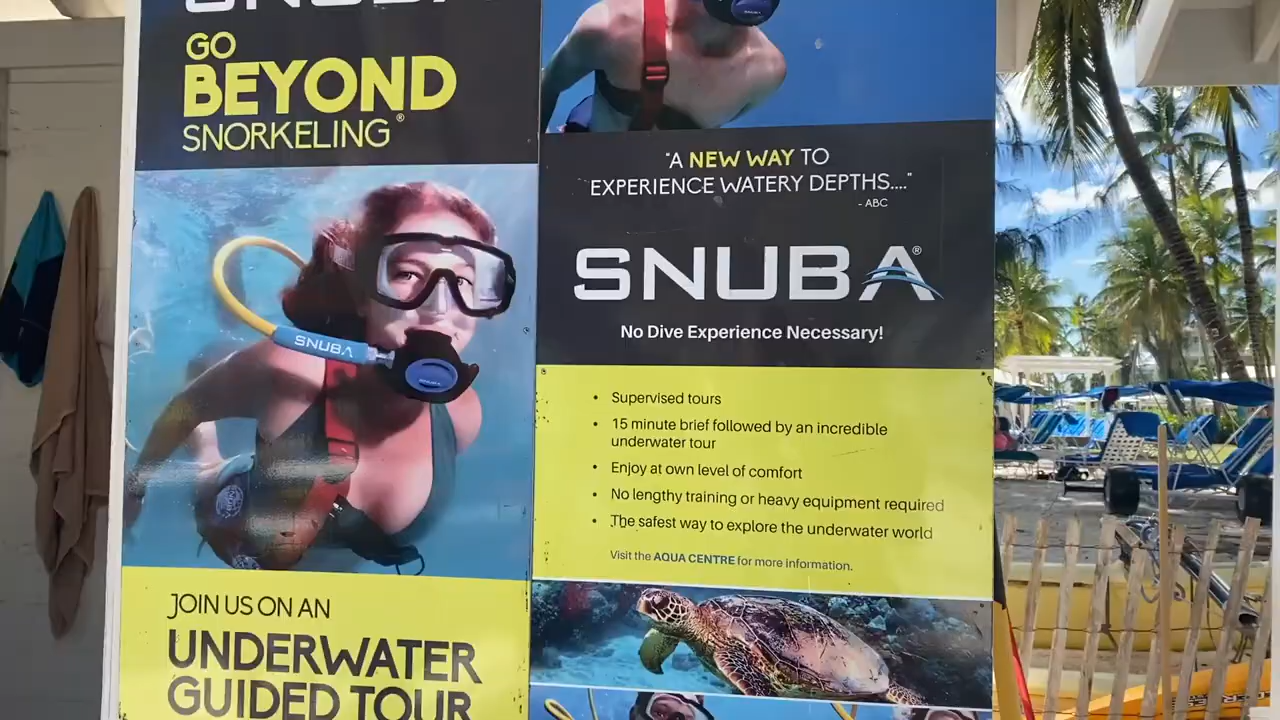 SNUBA
GO
BEYOND
SNORKELING®
SNUBA
JOIN US ON AN
UNDERWATER
GUIDED TOUR
"A NEW WAY TO
EXPERIENCE WATERY DEPTHS...."
- ABC
SNUBA®
No Dive Experience Necessary!
• Supervised tours
• 15 minute brief followed by an incredible
underwater tour
• Enjoy at own level of comfort
• No lengthy training or heavy equipment required
• The safest way to explore the underwater world
Visit the AQUA CENTRE for more information.